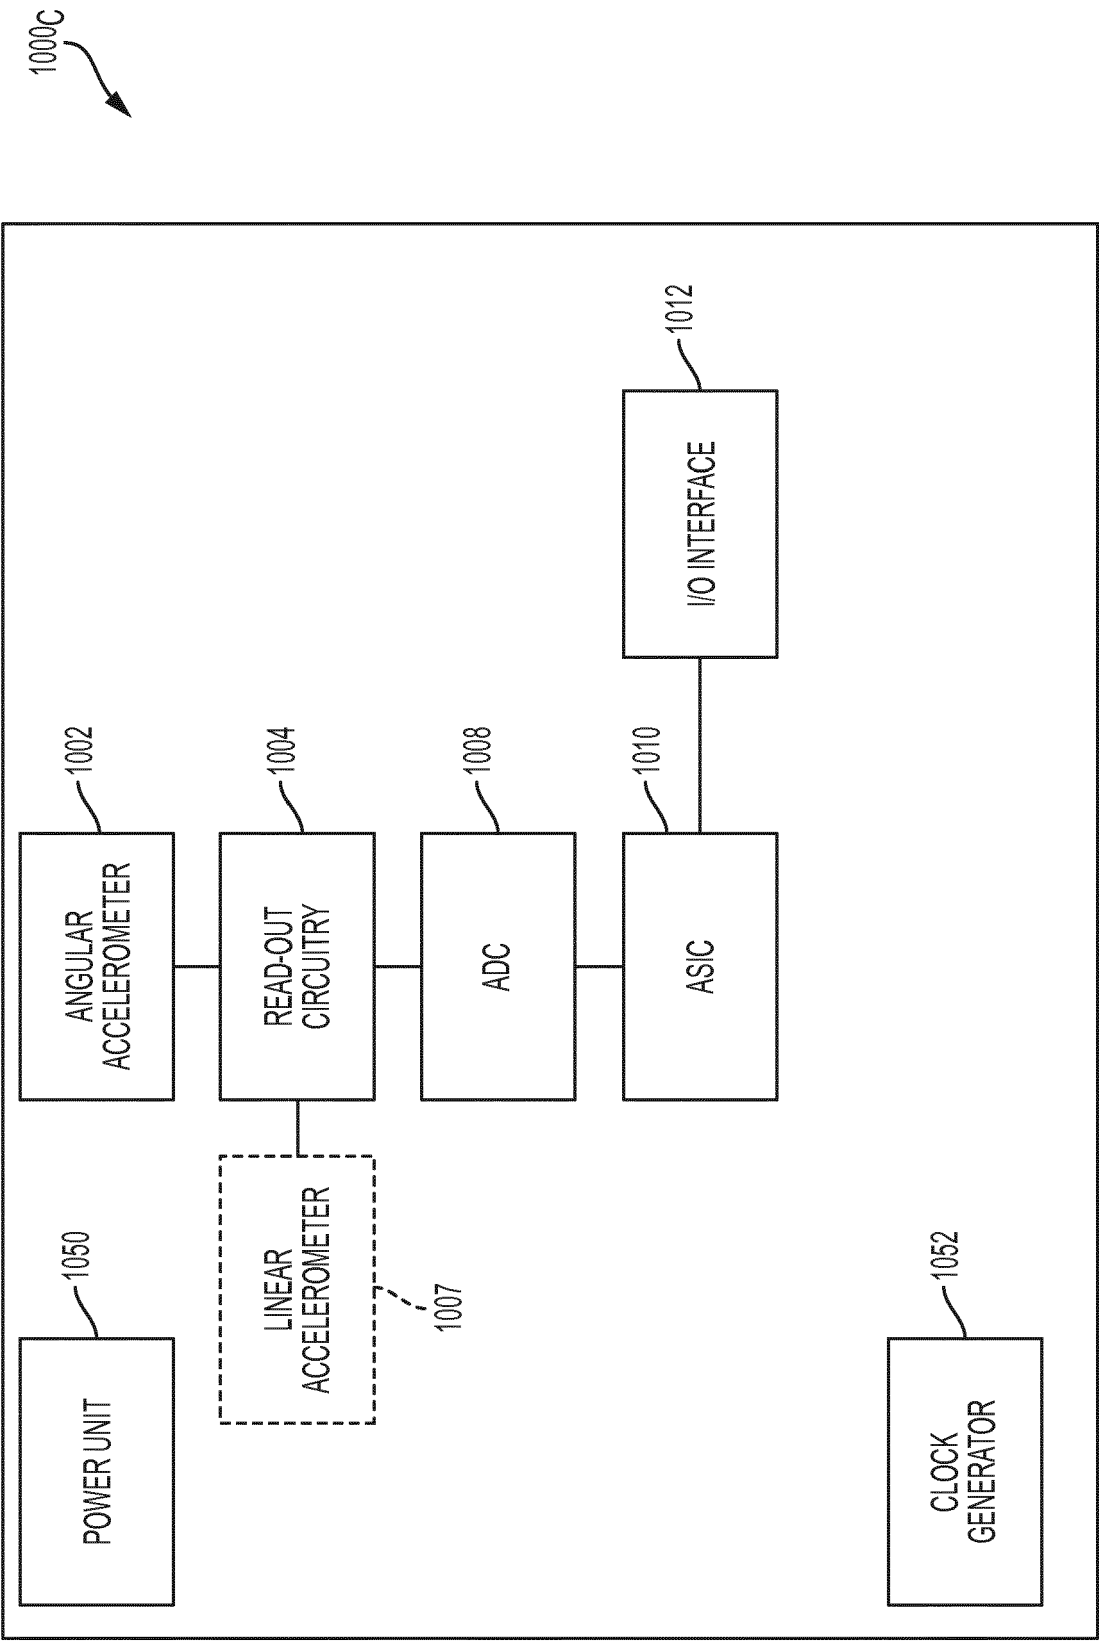 1000C
POWER UNIT
1050
ANGULAR
ACCELEROMETER
1002
LINEAR
ACCELEROMETER
1007
READ-OUT
CIRCUITRY
1004
ADC
1008
ASIC
1010
I/O INTERFACE
1012
CLOCK
GENERATOR
1052